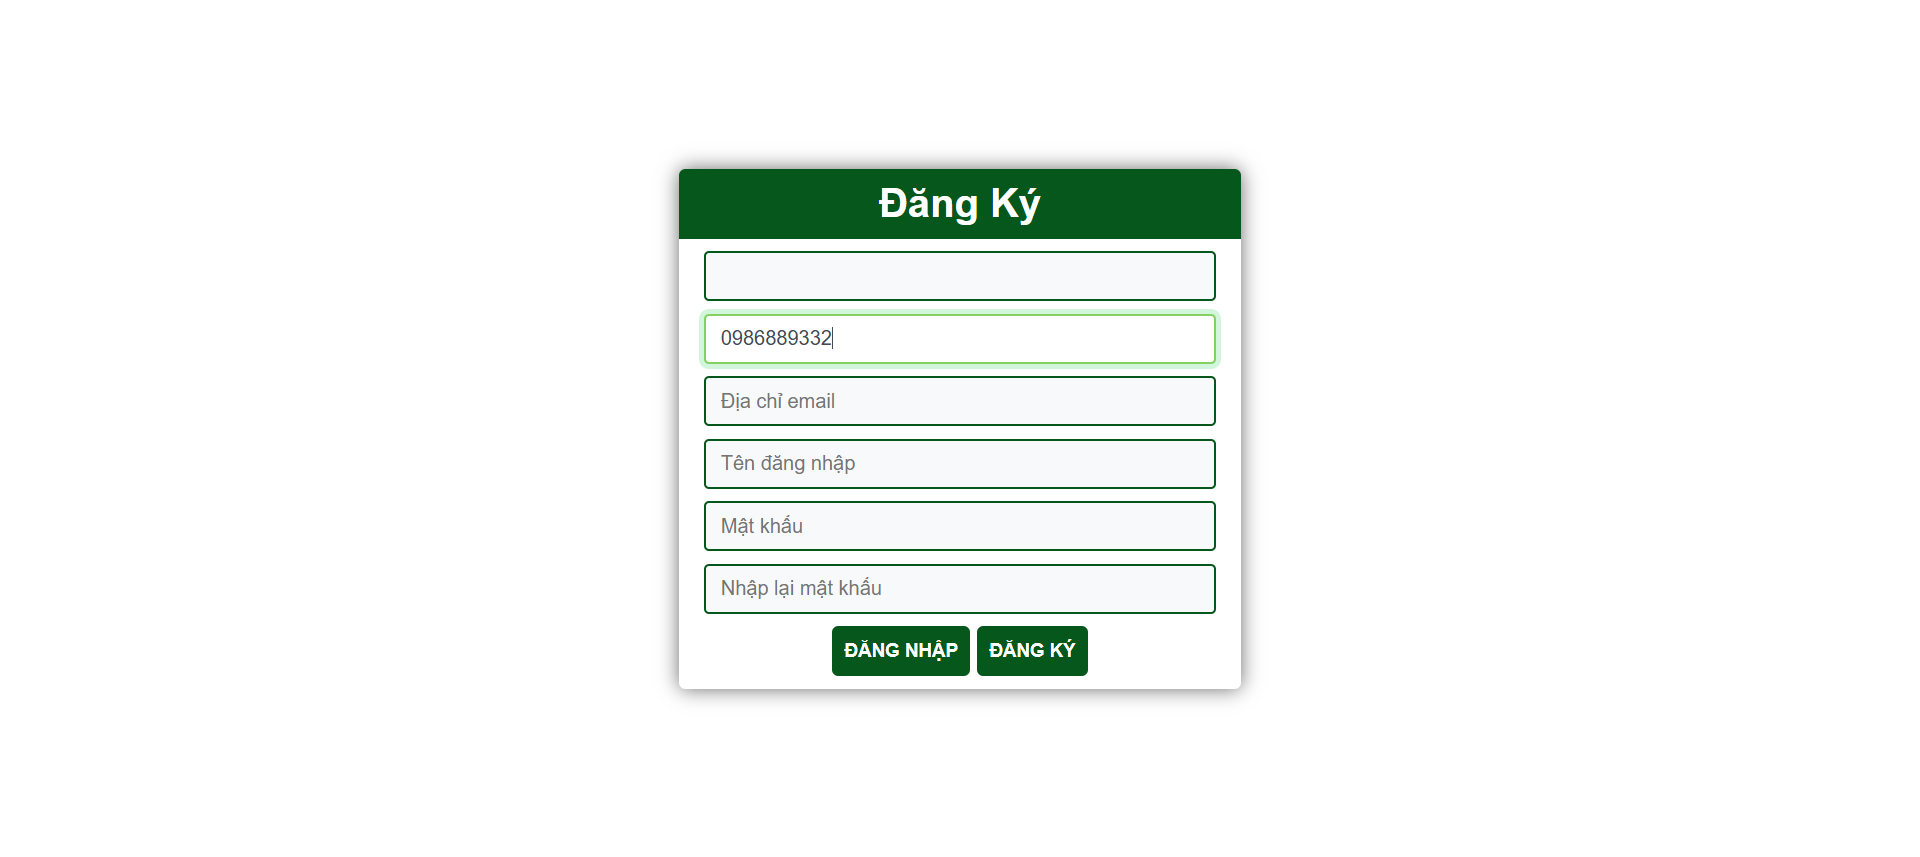 Đăng Ký
0986889332
Địa chỉ email
Tên đăng nhập
Mật khẩu
Nhập lại mật khẩu
ĐĂNG NHẬP ĐĂNG KÝ